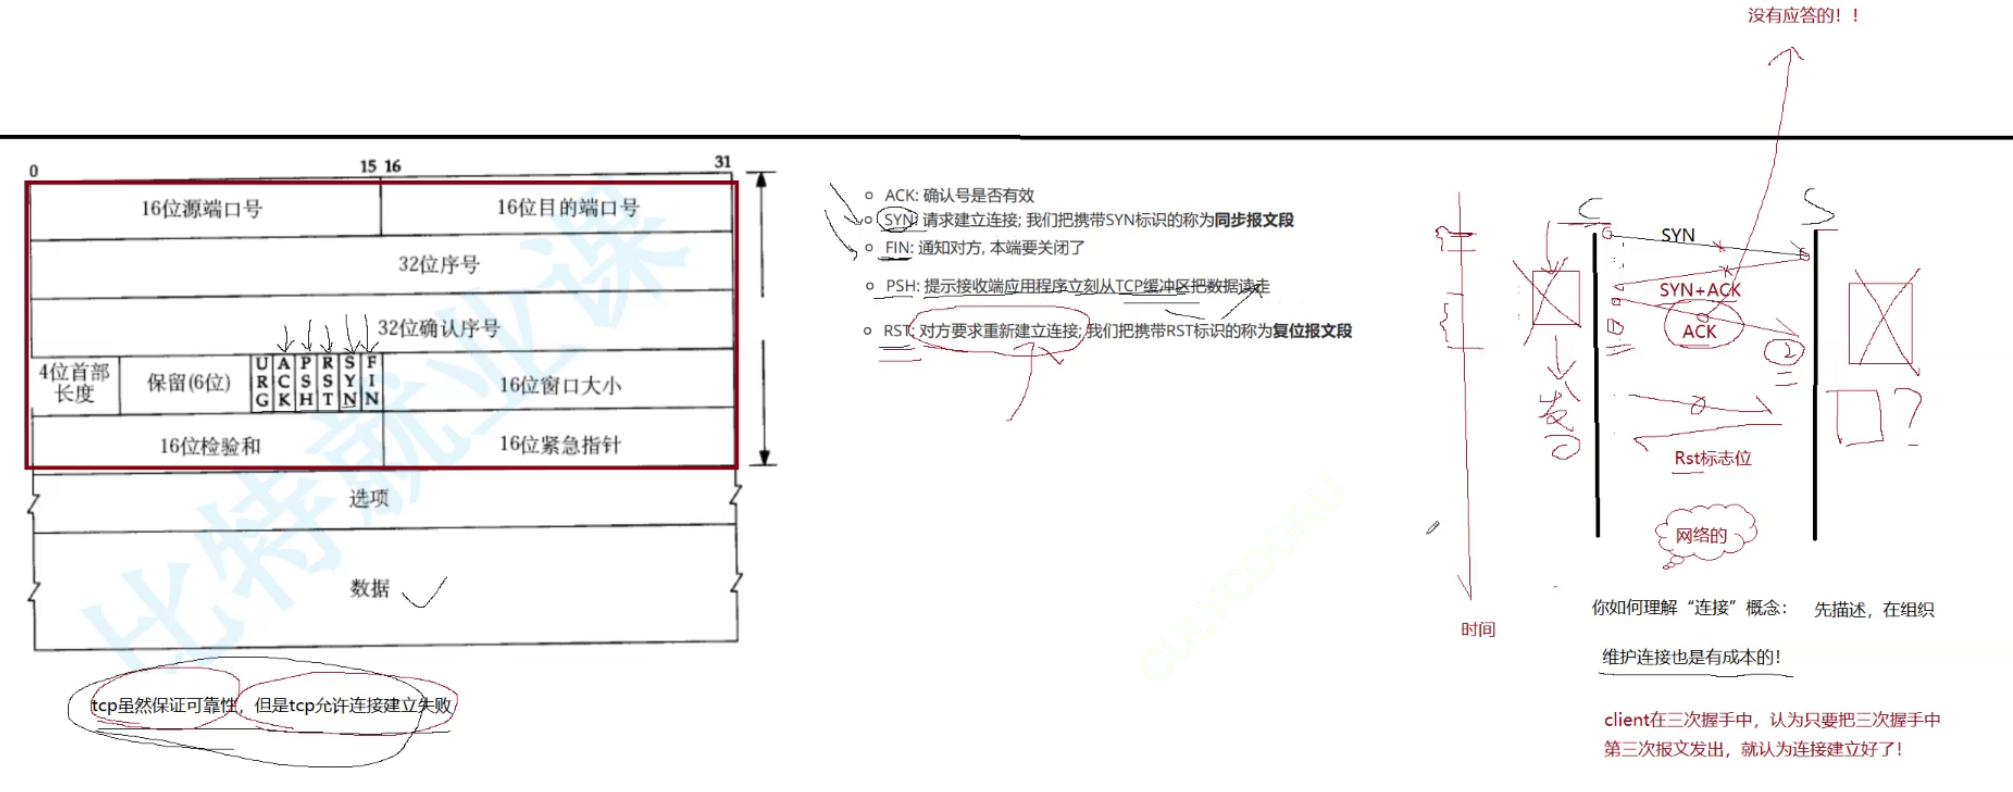 没有应答的！！
0 15 16 31
16位源端口号 16位目的端口号
32位序号
32位确认序号
4位首部长度 保留(6位) URG ACK PSH RST SYN FIN 16位窗口大小
16位检验和 16位紧急指针
选项
数据
比特就业课
tcp虽然保证可靠性，但是tcp允许连接建立失败
ACK: 确认号是否有效
SYN: 请求建立连接; 我们把携带SYN标识的称为同步报文段
FIN: 通知对方, 本端要关闭了
PSH: 提示接收端应用程序立刻从TCP缓冲区把数据读走
RST: 对方要求重新建立连接; 我们把携带RST标识的称为复位报文段
CULYCDORU
时间
C S
SYN
SYN+ACK
ACK
2
发
?
Rst标志位
网络的
你如何理解“连接”概念： 先描述，在组织
维护连接也是有成本的！
client在三次握手中，认为只要把三次握手中
第三次报文发出，就认为连接建立好了！